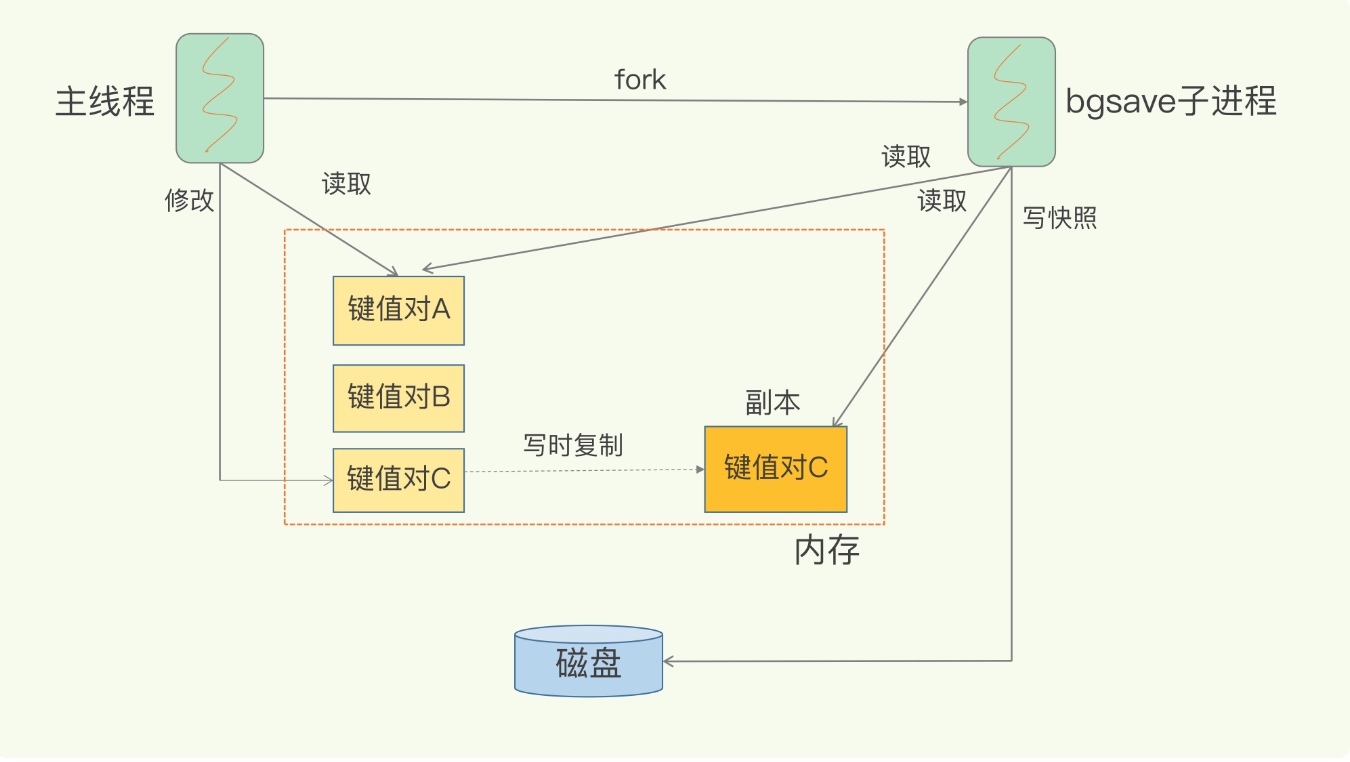 fork
主线程
bgsave子进程
读取
读取
修改
读取
写快照
键值对A
键值对B
副本
写时复制
键值对C
键值对C
内存
磁盘